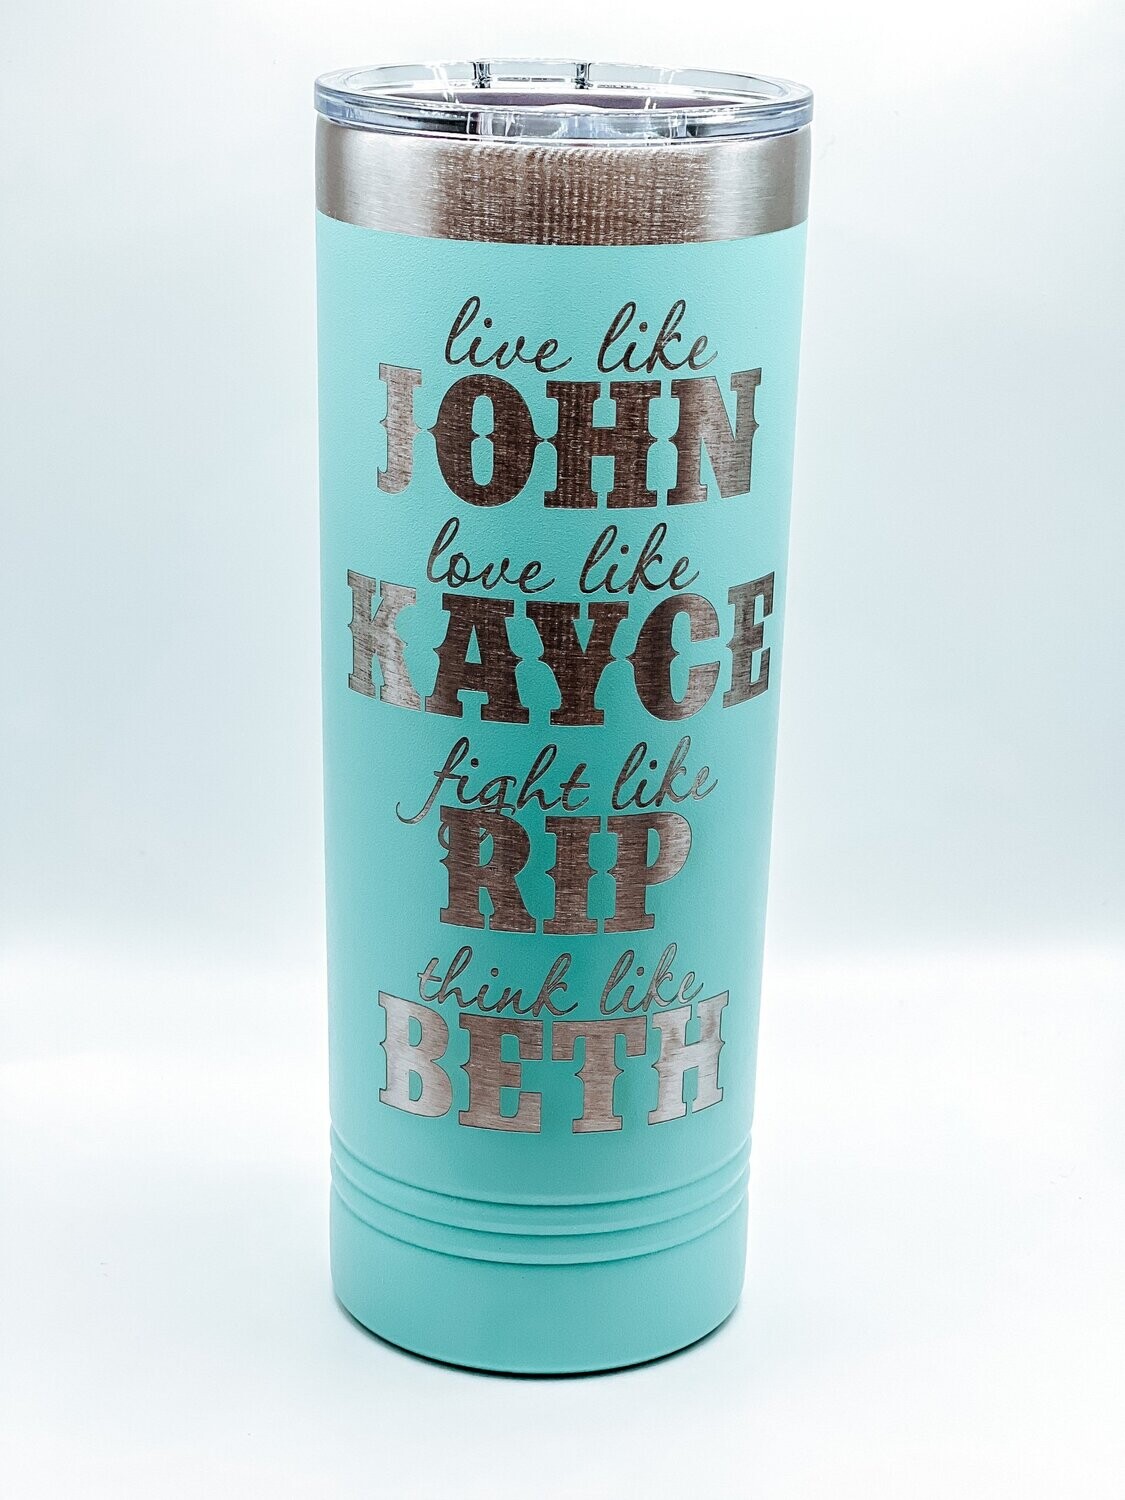 live like
JOHN
love like
KAYCE
fight like
RIP
think like
BETH